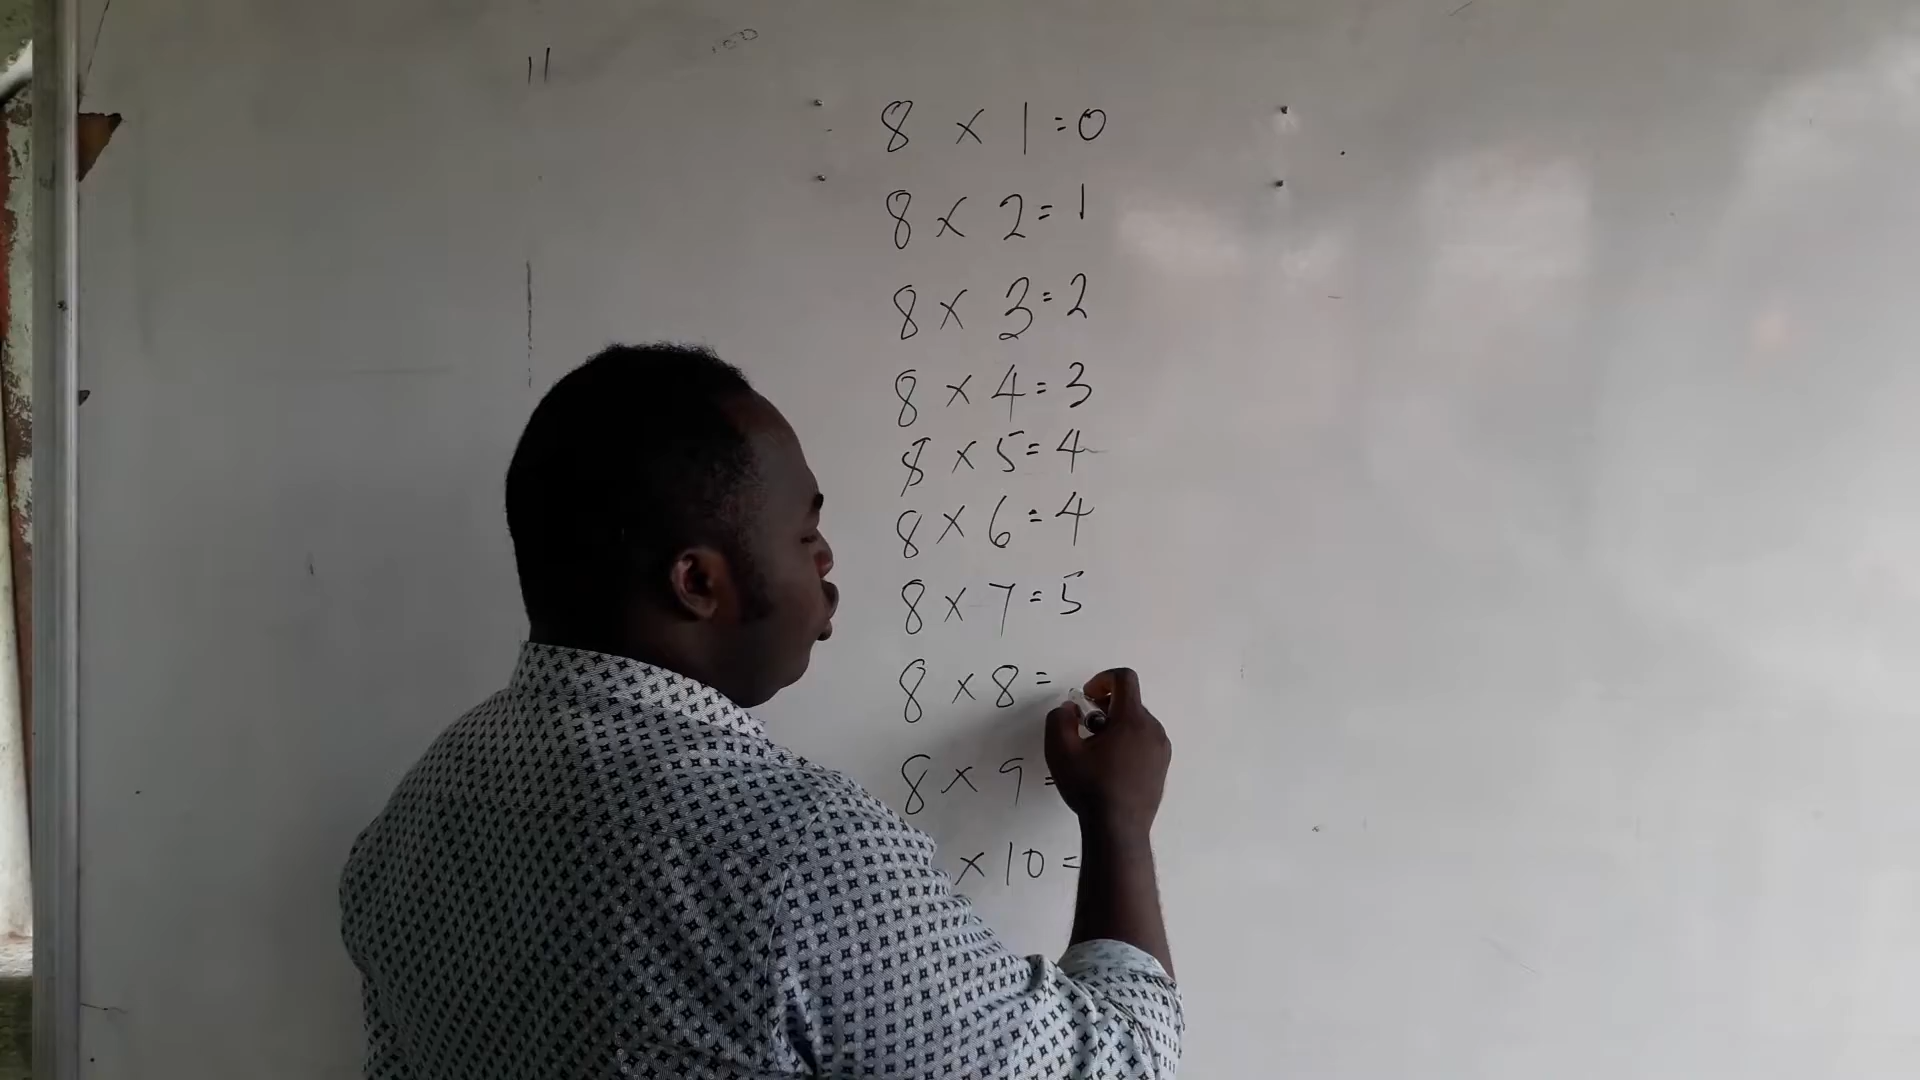 11
8 × 1 = 0
8 × 2 = 1
8 × 3 = 2
8 × 4 = 3
8 × 5 = 4
8 × 6 = 4
8 × 7 = 5
8 × 8 =
8 × 9 =
× 10 =